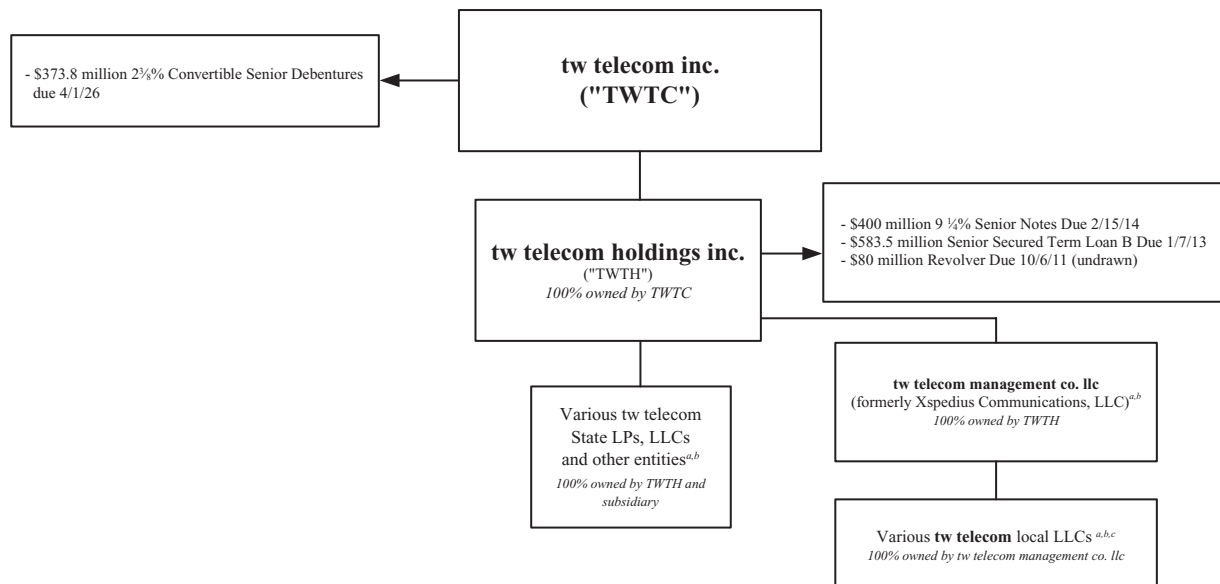 - $373.8 million 2⅜% Convertible Senior Debentures
due 4/1/26
tw telecom inc.
("TWTC")
tw telecom holdings inc.
("TWTH")
100% owned by TWTC
- $400 million 9 ¼% Senior Notes Due 2/15/14
- $583.5 million Senior Secured Term Loan B Due 1/7/13
- $80 million Revolver Due 10/6/11 (undrawn)
Various tw telecom
State LPs, LLCs
and other entities a,b
100% owned by TWTH and
subsidiary
tw telecom management co. llc
(formerly Xspedius Communications, LLC) a,b
100% owned by TWTH
Various tw telecom local LLCs a,b,c
100% owned by tw telecom management co. llc